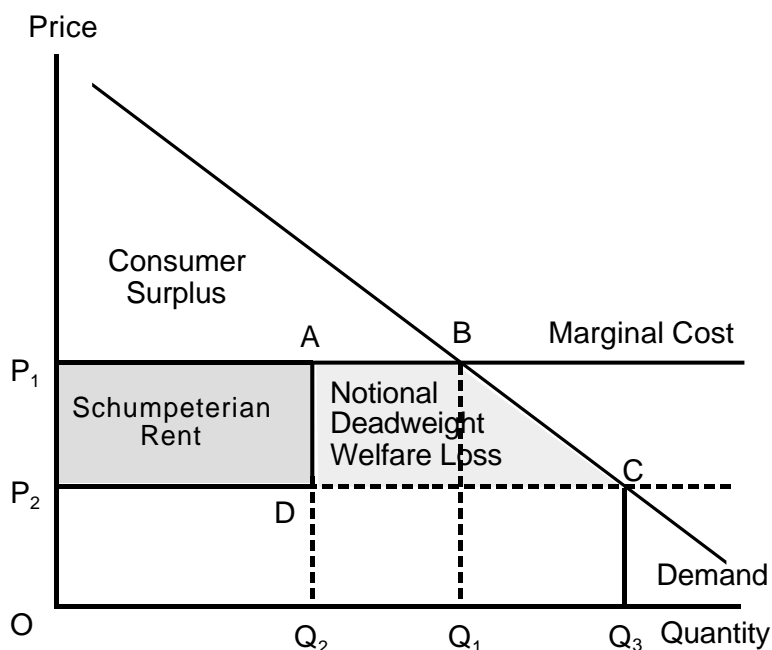 Price
Consumer
Surplus
A
B
Marginal Cost
P1
Schumpeterian
Rent
Notional
Deadweight
Welfare Loss
P2
D
C
Demand
O
Q2
Q1
Q3
Quantity